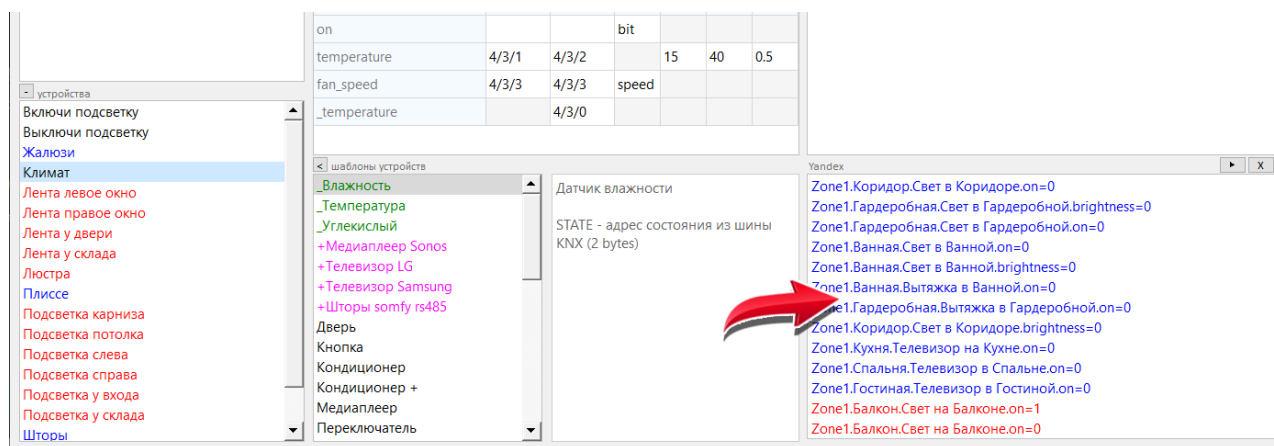 on bit
temperature 4/3/1 4/3/2 15 40 0.5
fan_speed 4/3/3 4/3/3 speed
_temperature 4/3/0
- устройства
Включи подсветку
Выключи подсветку
Жалюзи
Климат
Лента левое окно
Лента правое окно
Лента у двери
Лента у склада
Люстра
Плиссе
Подсветка карниза
Подсветка потолка
Подсветка слева
Подсветка справа
Подсветка у входа
Подсветка у склада
Шторы
< шаблоны устройств
_Влажность
_Температура
_Углекислый
+Медиаплеер Sonos
+Телевизор LG
+Телевизор Samsung
+Шторы somfy rs485
Дверь
Кнопка
Кондиционер
Кондиционер +
Медиаплеер
Переключатель
Датчик влажности
STATE - адрес состояния из шины
KNX (2 bytes)
Yandex X
Zone1.Коридор.Свет в Коридоре.on=0
Zone1.Гардеробная.Свет в Гардеробной.brightness=0
Zone1.Гардеробная.Свет в Гардеробной.on=0
Zone1.Ванная.Свет в Ванной.on=0
Zone1.Ванная.Свет в Ванной.brightness=0
Zone1.Ванная.Вытяжка в Ванной.on=0
Zone1.Гардеробная.Вытяжка в Гардеробной.on=0
Zone1.Коридор.Свет в Коридоре.brightness=0
Zone1.Кухня.Телевизор на Кухне.on=0
Zone1.Спальня.Телевизор в Спальне.on=0
Zone1.Гостиная.Телевизор в Гостиной.on=0
Zone1.Балкон.Свет на Балконе.on=1
Zone1.Балкон.Свет на Балконе.on=0